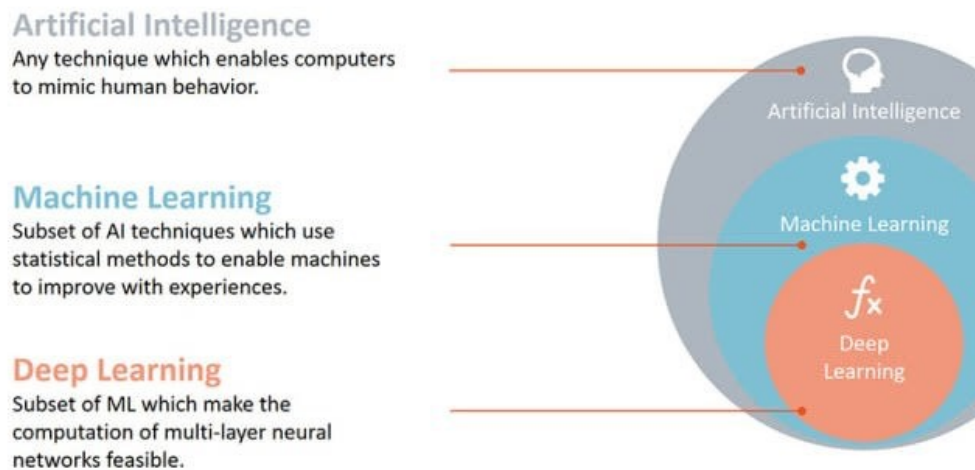 Artificial Intelligence
Any technique which enables computers
to mimic human behavior.
Machine Learning
Subset of AI techniques which use
statistical methods to enable machines
to improve with experiences.
Deep Learning
Subset of ML which make the
computation of multi-layer neural
networks feasible.
Artificial Intelligence
Machine Learning
fx
Deep
Learning